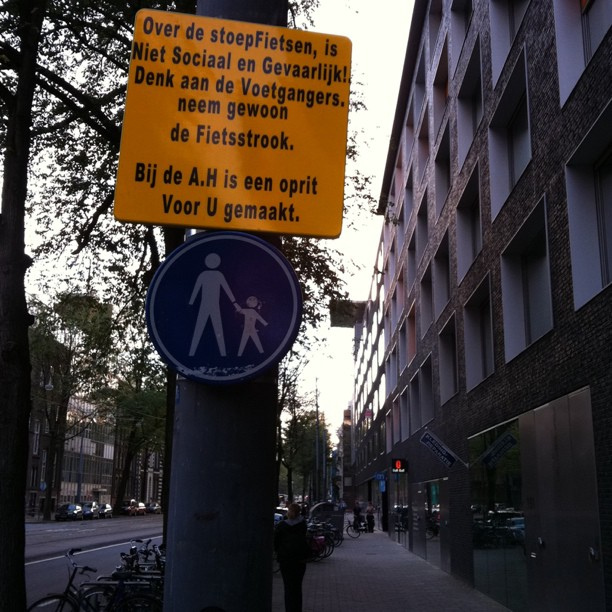 Over de stoepFietsen, is
Niet Sociaal en Gevaarlijk!.
Denk aan de Voetgangers.
neem gewoon
de Fietsstrook.
Bij de A.H is een oprit
Voor U gemaakt.